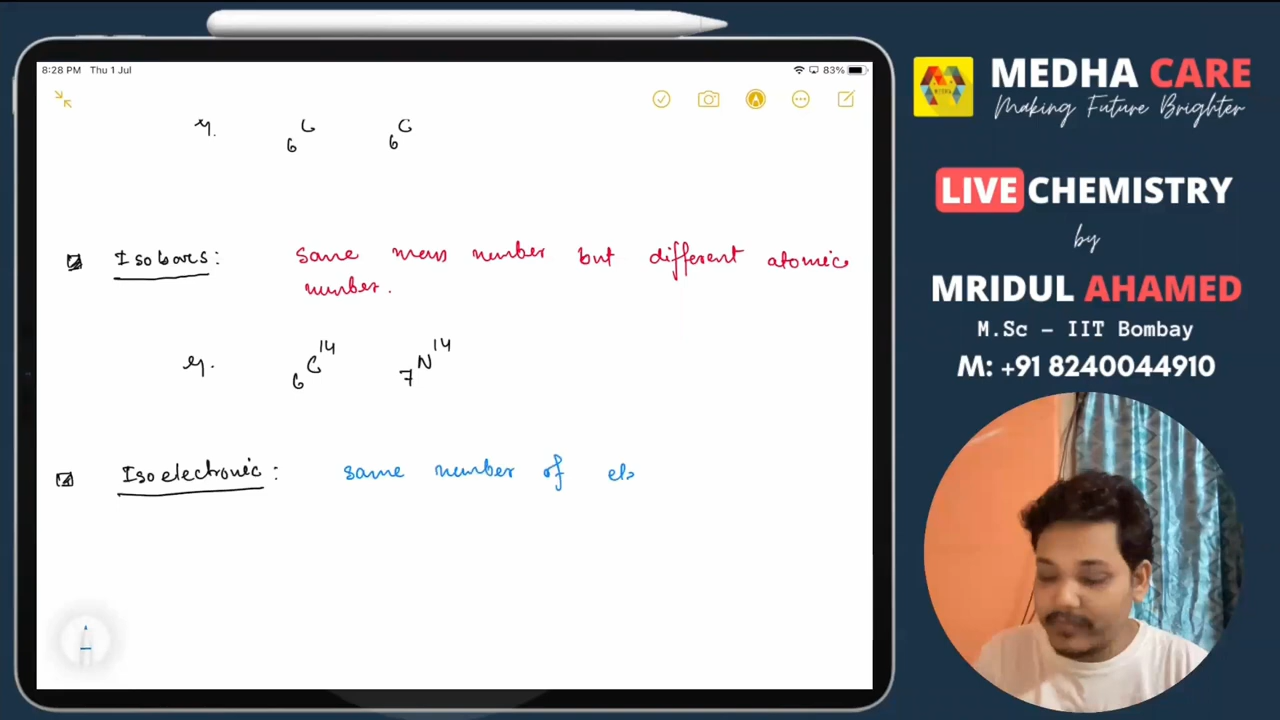 8:28 PM Thu 1 Jul
83%
eg. 6C 6C
Isobars: same mass number but different atomic
number.
eg. 6C14 7N14
Isoelectronic: same number of ele
MEDHA CARE
Making Future Brighter
LIVE CHEMISTRY
by
MRIDUL AHAMED
M.Sc – IIT Bombay
M: +91 8240044910